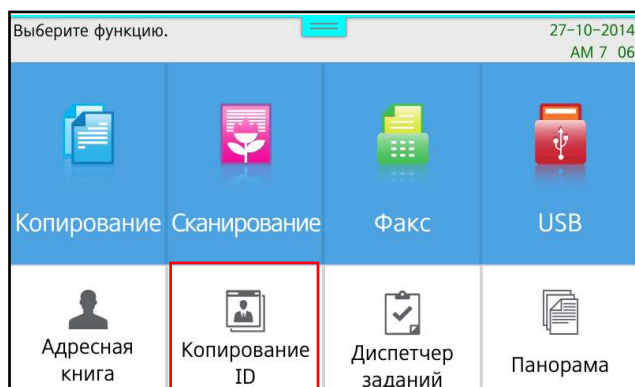 Выберите функцию.
27-10-2014
AM 7 06
Копирование Сканирование Факс USB
Адресная книга
Копирование ID
Диспетчер заданий
Панорама